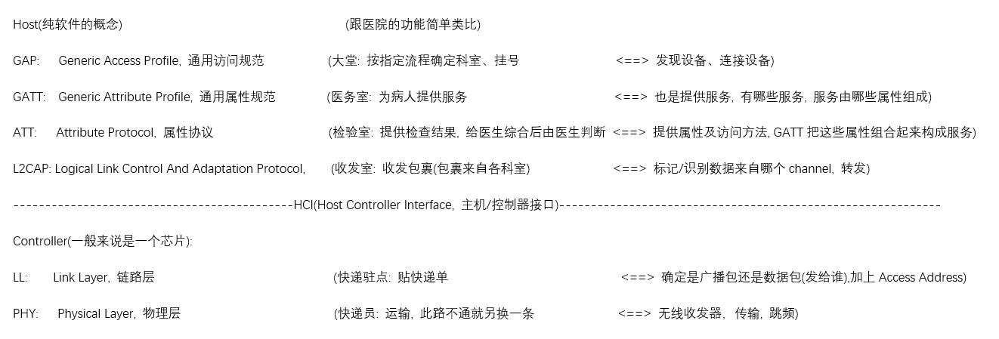 Host(纯软件的概念) (跟医院的功能简单类比)
GAP: Generic Access Profile, 通用访问规范 (大堂: 按指定流程确定科室、挂号 <==> 发现设备、连接设备)
GATT: Generic Attribute Profile, 通用属性规范 (医务室: 为病人提供服务 <==> 也是提供服务, 有哪些服务, 服务由哪些属性组成)
ATT: Attribute Protocol, 属性协议 (检验室: 提供检查结果, 给医生综合后由医生判断 <==> 提供属性及访问方法, GATT 把这些属性组合起来构成服务)
L2CAP: Logical Link Control And Adaptation Protocol, (收发室: 收发包裹(包裹来自各科室) <==> 标记/识别数据来自哪个 channel, 转发)
--------------------------------------------HCI(Host Controller Interface, 主机/控制器接口)------------------------------------------------------------
Controller(一般来说是一个芯片):
LL: Link Layer, 链路层 (快递驻点: 贴快递单 <==> 确定是广播包还是数据包(发给谁),加上 Access Address)
PHY: Physical Layer, 物理层 (快递员: 运输, 此路不通就另换一条 <==> 无线收发器, 传输, 跳频)